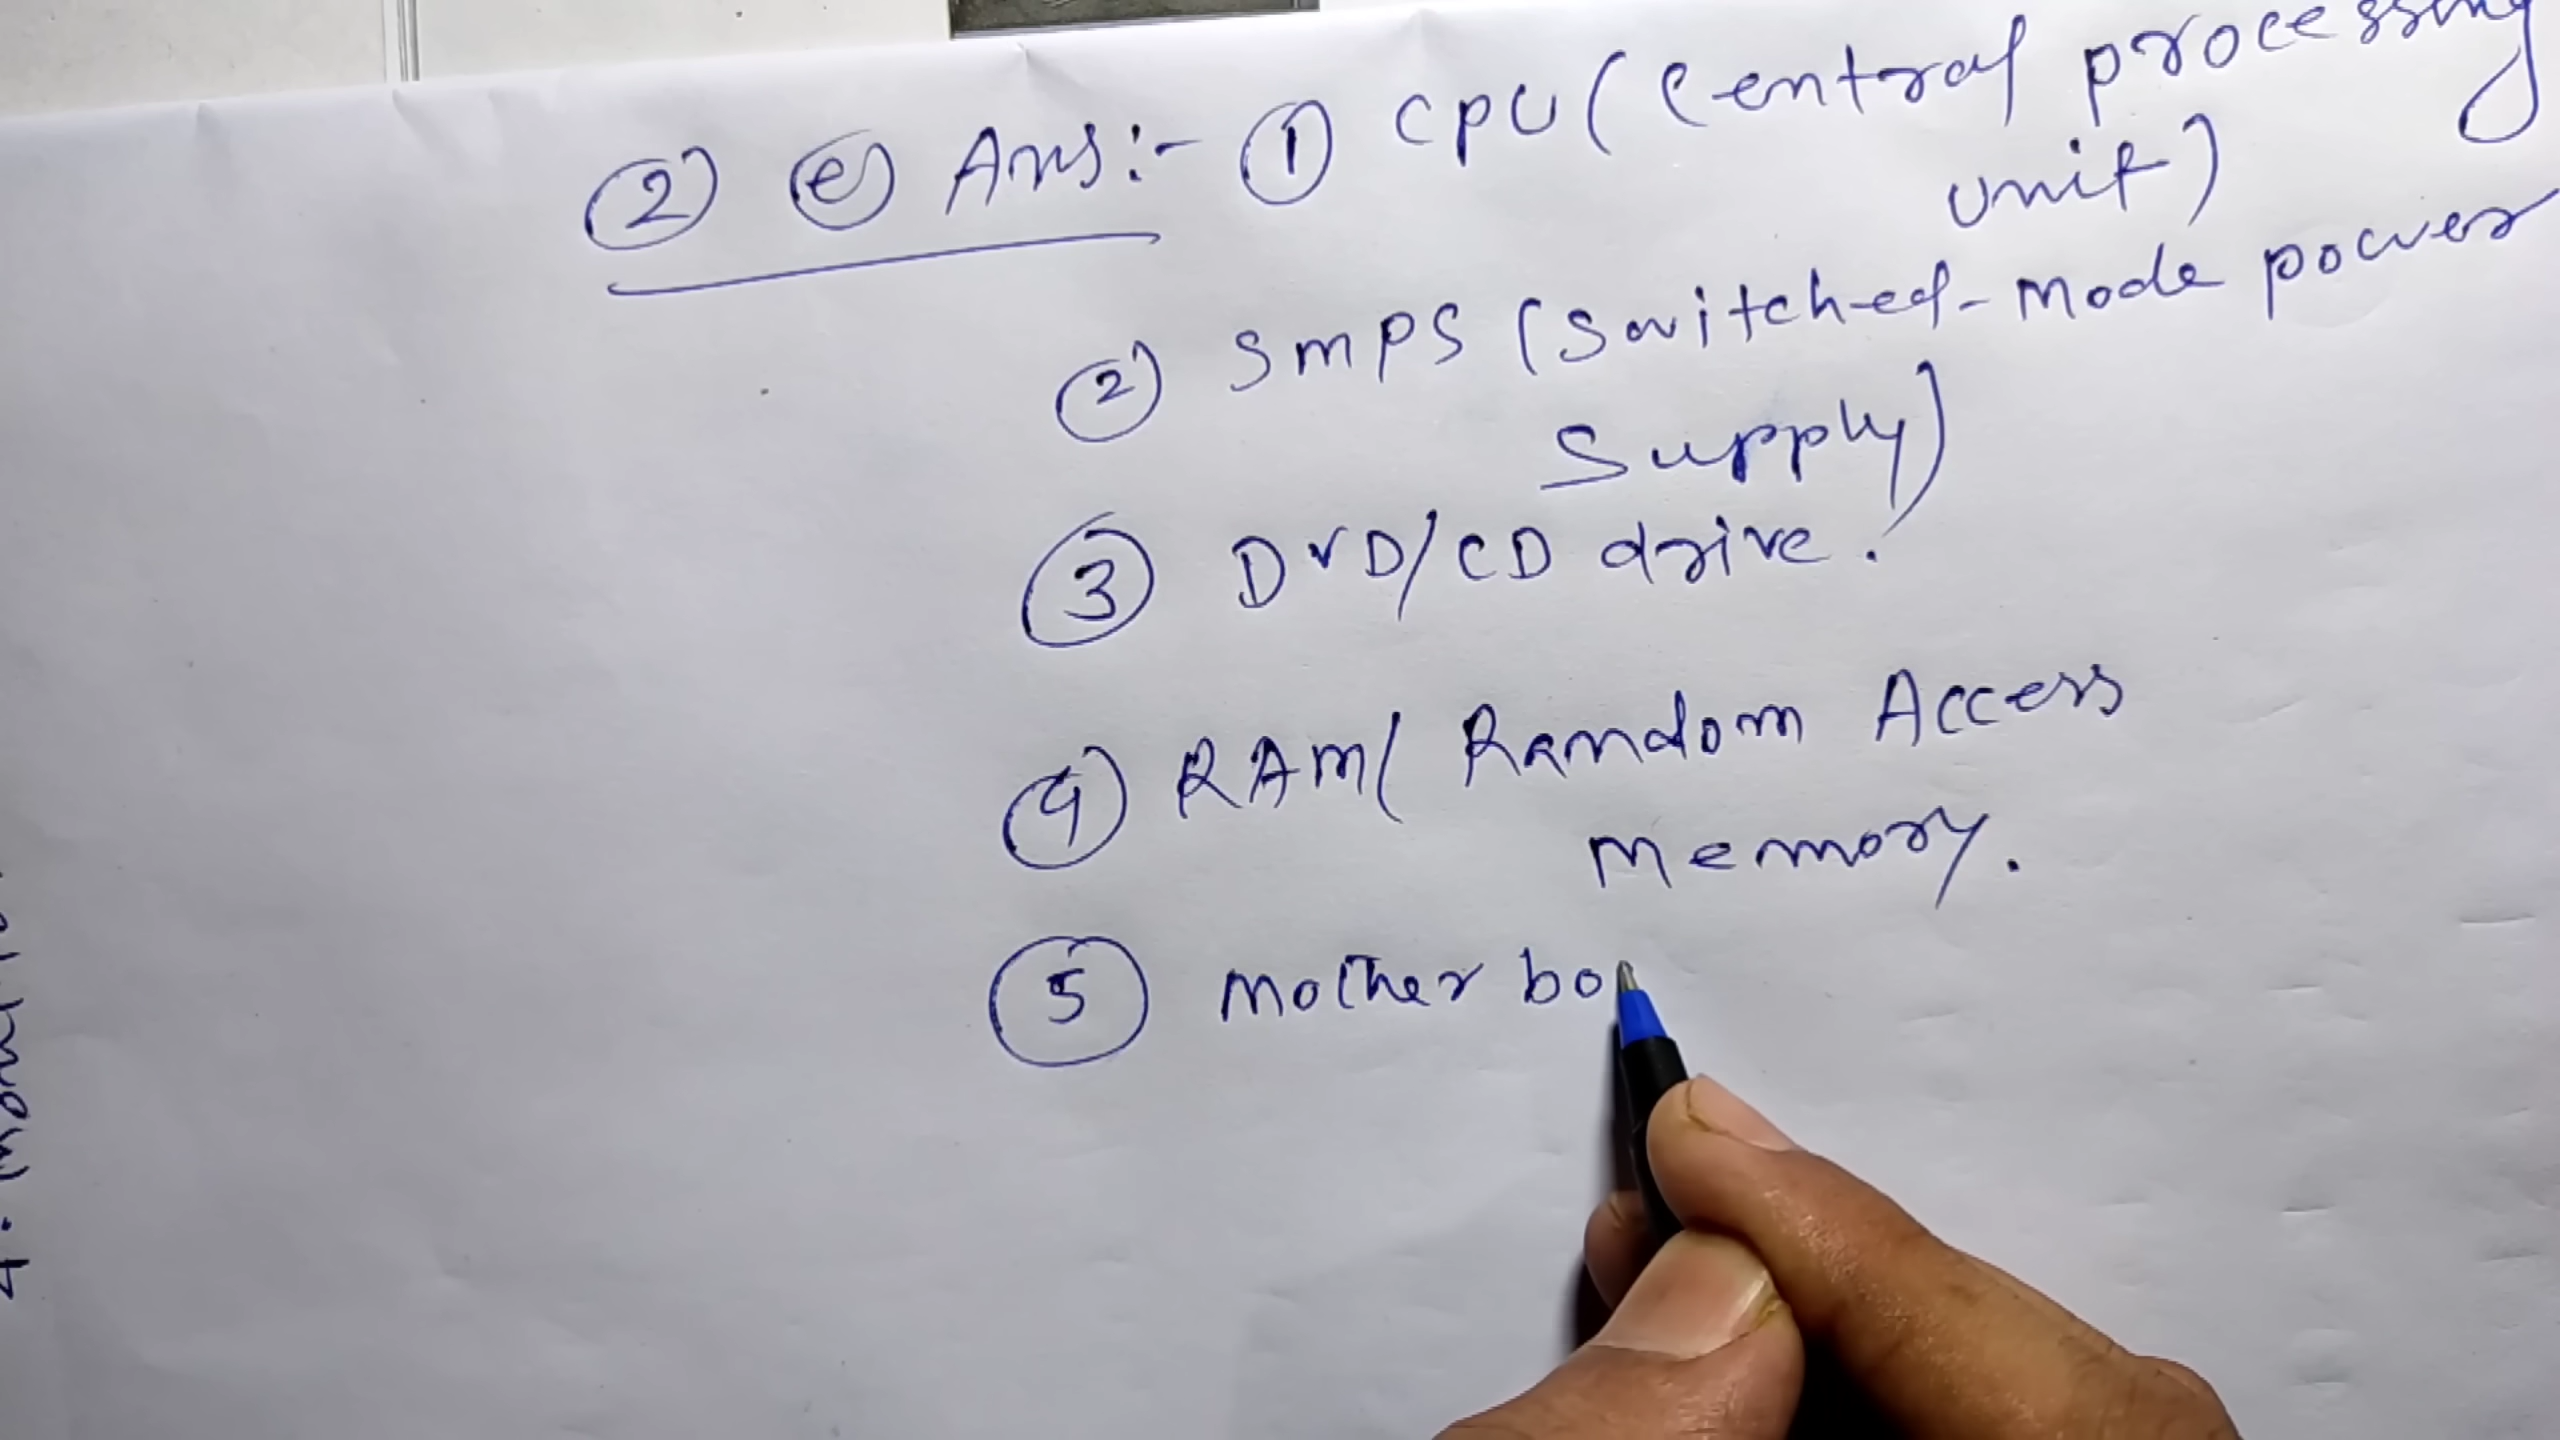 ② ⓔ Ans:- ① CPU (Central processing
unit)
② SMPS (Switched-Mode power
Supply)
③ DVD/CD drive.
④ RAM ( Random Access
Memory.
⑤ Mother bo